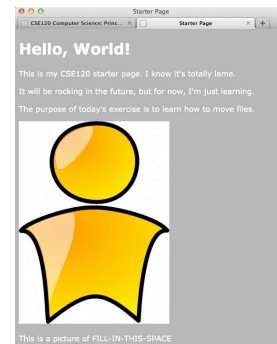 Starter Page
CSE120 Computer Science: Princ...
Starter Page
Hello, World!
This is my CSE120 starter page. I know it's totally lame.
It will be rocking in the future, but for now, I'm just learning.
The purpose of today's exercise is to learn how to move files.
This is a picture of FILL-IN-THIS-SPACE